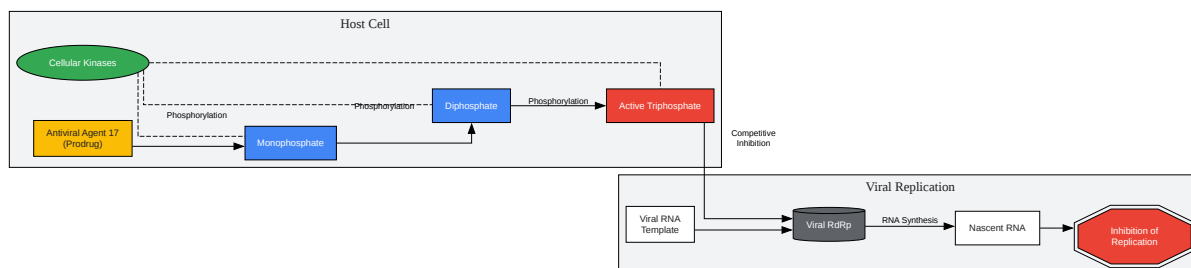 Host Cell
Cellular Kinases
Phosphorylation
Phosphorylation
Phosphorylation
Antiviral Agent 17
(Prodrug)
Monophosphate
Diphosphate
Active Triphosphate
Competitive
Inhibition
Viral Replication
Viral RNA
Template
Viral RdRp
RNA Synthesis
Nascent RNA
Inhibition of
Replication